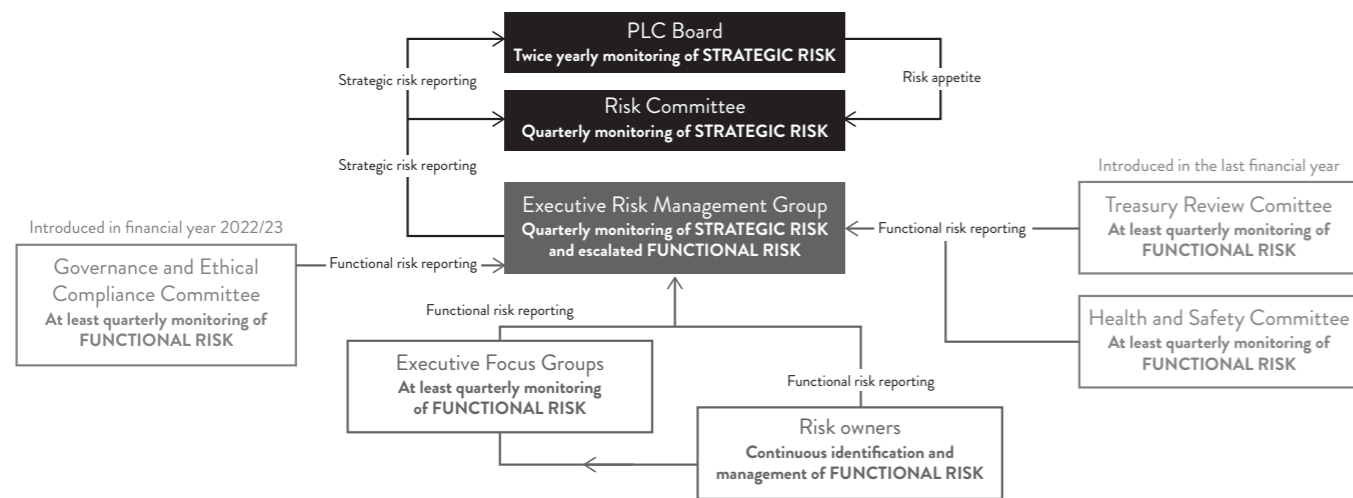 PLC Board
Twice yearly monitoring of STRATEGIC RISK
Strategic risk reporting
Risk appetite
Risk Committee
Quarterly monitoring of STRATEGIC RISK
Strategic risk reporting
Introduced in the last financial year
Executive Risk Management Group
Quarterly monitoring of STRATEGIC RISK
and escalated FUNCTIONAL RISK
Functional risk reporting
Treasury Review Comittee
At least quarterly monitoring of
FUNCTIONAL RISK
Introduced in financial year 2022/23
Governance and Ethical
Compliance Committee
At least quarterly monitoring of
FUNCTIONAL RISK
Functional risk reporting
Health and Safety Committee
At least quarterly monitoring of
FUNCTIONAL RISK
Functional risk reporting
Executive Focus Groups
At least quarterly monitoring
of FUNCTIONAL RISK
Functional risk reporting
Risk owners
Continuous identification and
management of FUNCTIONAL RISK